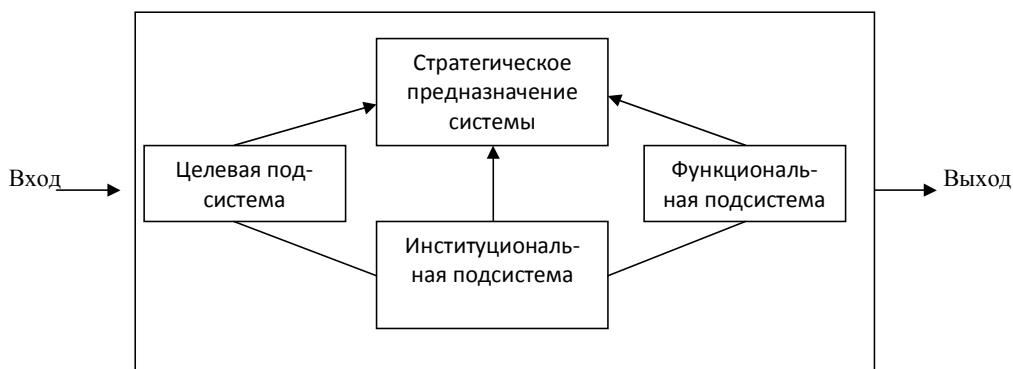 Стратегическое
предназначение
системы
Вход
Целевая под-
система
Функциональ-
ная подсистема
Выход
Институциональ-
ная подсистема